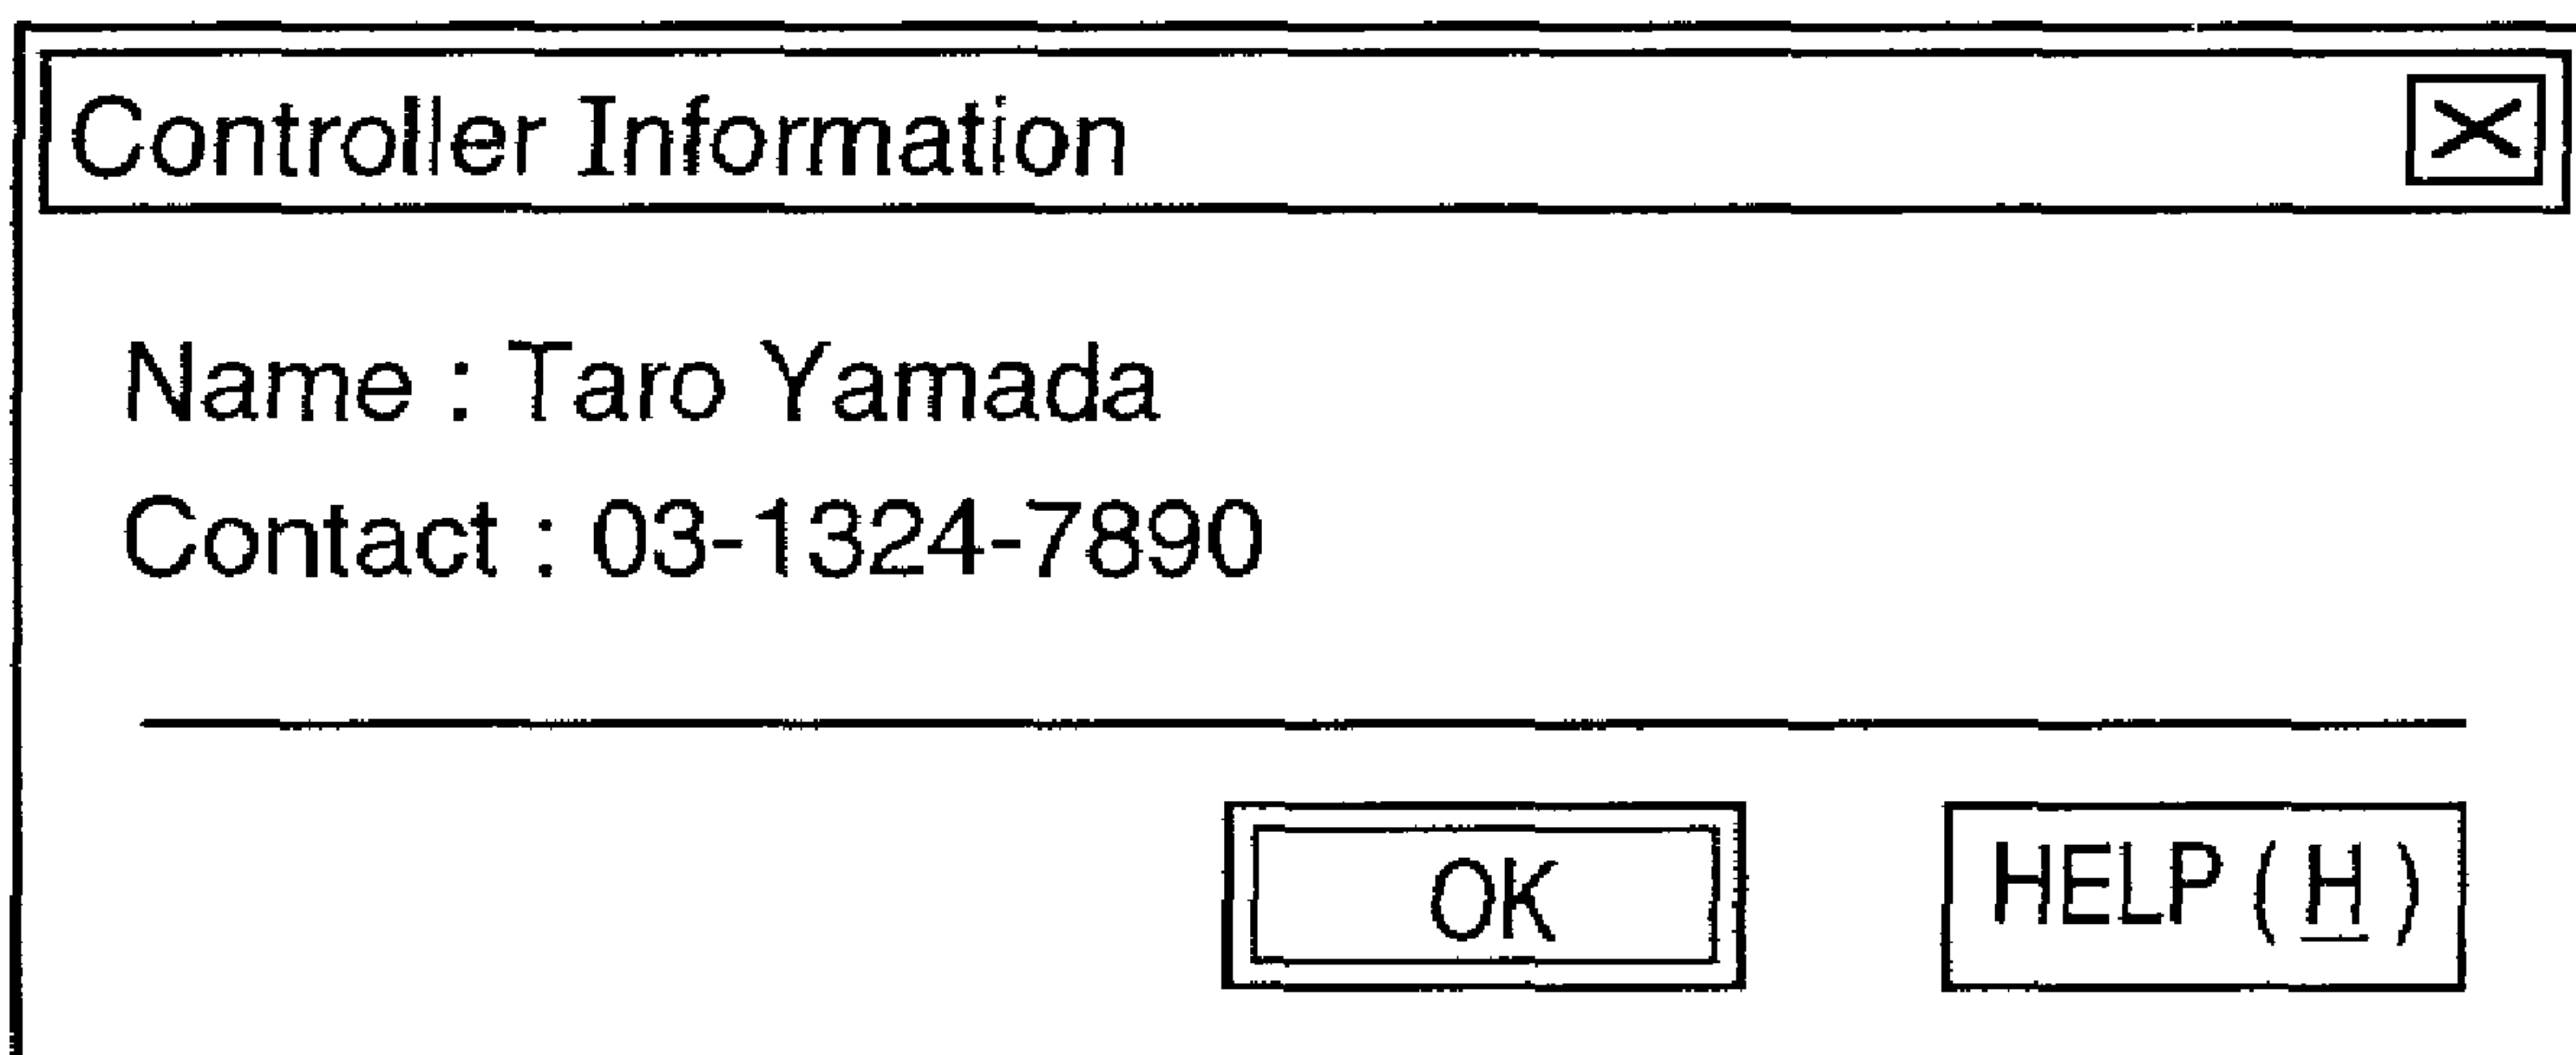 Controller Information
Name : Taro Yamada
Contact : 03-1324-7890
OK
HELP ( H )